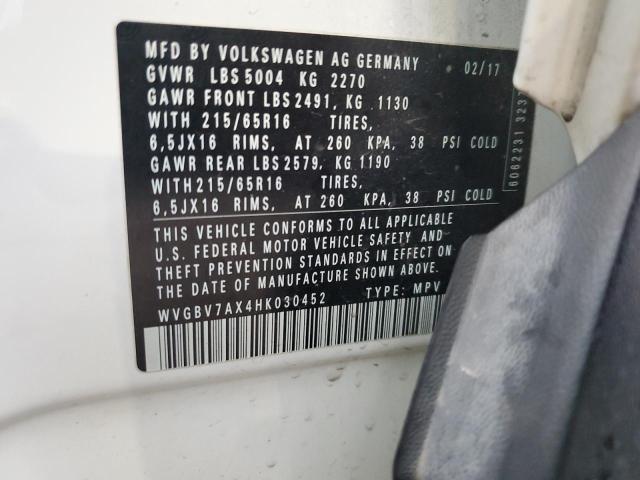 MFD BY VOLKSWAGEN AG GERMANY 02/17
GVWR LBS 5004 KG 2270
GAWR FRONT LBS 2491, KG 1130
WITH 215/65R16 TIRES,
6,5JX16 RIMS, AT 260 KPA, 38 PSI COLD
GAWR REAR LBS 2579, KG 1190
WITH 215/65R16 TIRES,
6,5JX16 RIMS, AT 260 KPA, 38 PSI COLD
THIS VEHICLE CONFORMS TO ALL APPLICABLE
U.S. FEDERAL MOTOR VEHICLE SAFETY AND
THEFT PREVENTION STANDARDS IN EFFECT ON
THE DATE OF MANUFACTURE SHOWN ABOVE.
WVGBV7AX4HK030452 TYPE: MPV
6062231